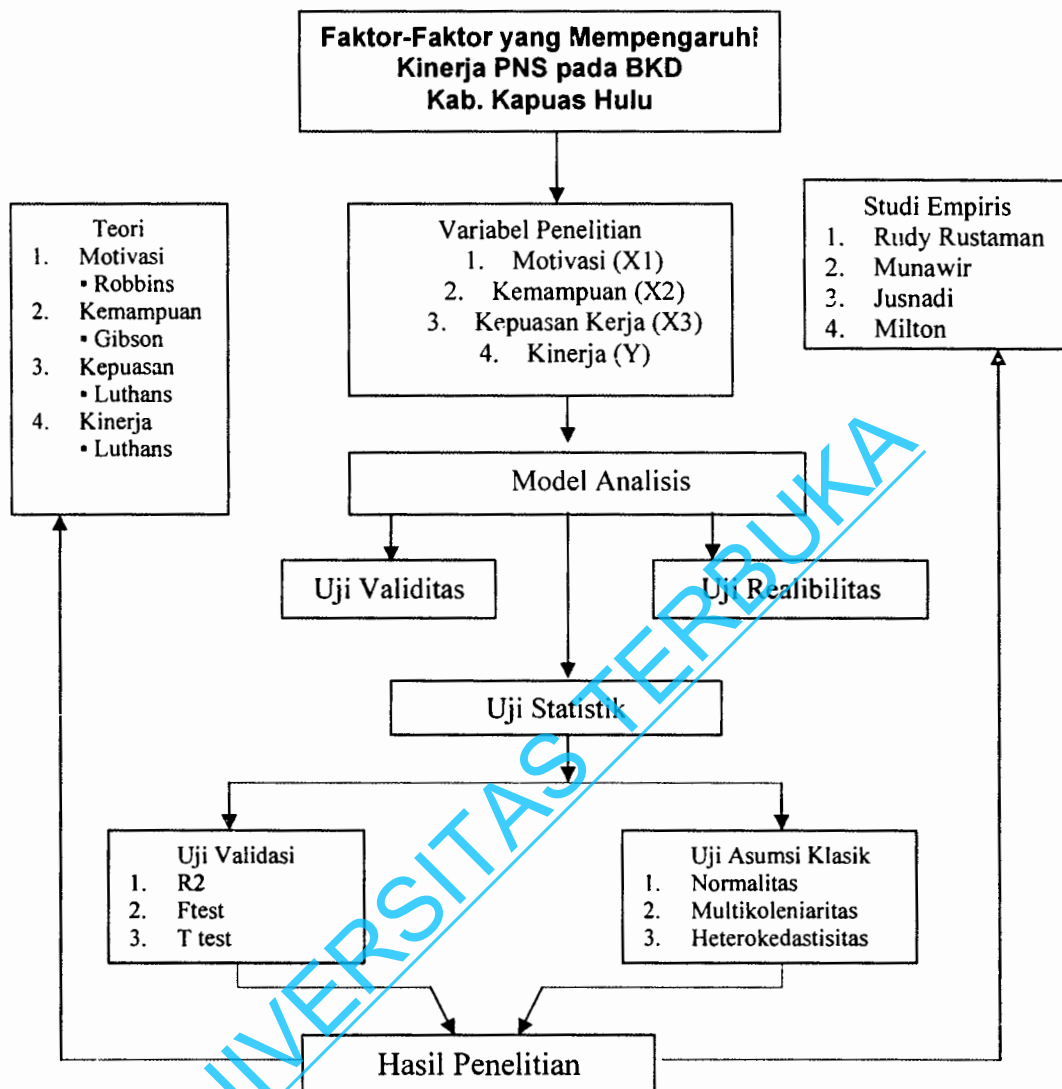 Faktor-Faktor yang Mempengaruhi
Kinerja PNS pada BKD
Kab. Kapuas Hulu
Teori
1. Motivasi
▪ Robbins
2. Kemampuan
▪ Gibson
3. Kepuasan
▪ Luthans
4. Kinerja
▪ Luthans
Variabel Penelitian
1. Motivasi (X1)
2. Kemampuan (X2)
3. Kepuasan Kerja (X3)
4. Kinerja (Y)
Studi Empiris
1. Rudy Rustaman
2. Munawir
3. Jusnadi
4. Milton
Model Analisis
Uji Validitas
Uji Realibilitas
Uji Statistik
Uji Validasi
1. R2
2. Ftest
3. T test
Uji Asumsi Klasik
1. Normalitas
2. Multikoleniaritas
3. Heterokedastisitas
Hasil Penelitian
UNIVERSITAS TERBUKA